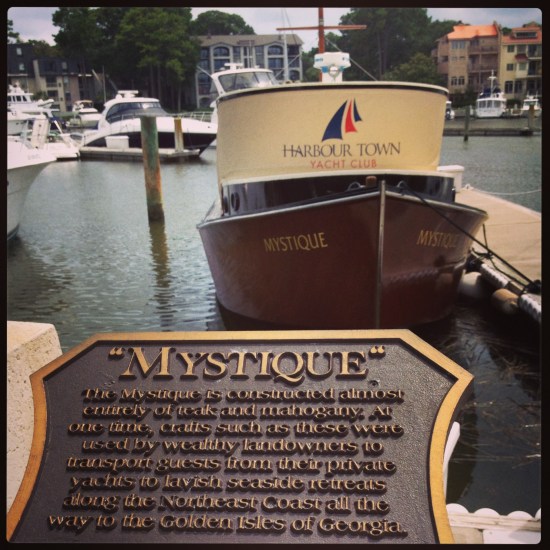 HARBOUR TOWN
YACHT CLUB
MYSTIQUE MYSTIQUE
"MYSTIQUE"
The Mystique is constructed almost
entirely of teak and mahogany. At
one time, crafts such as these were
used by wealthy landowners to
transport guests from their private
yachts to lavish seaside retreats
along the Northeast Coast all the
way to the Golden Isles of Georgia.